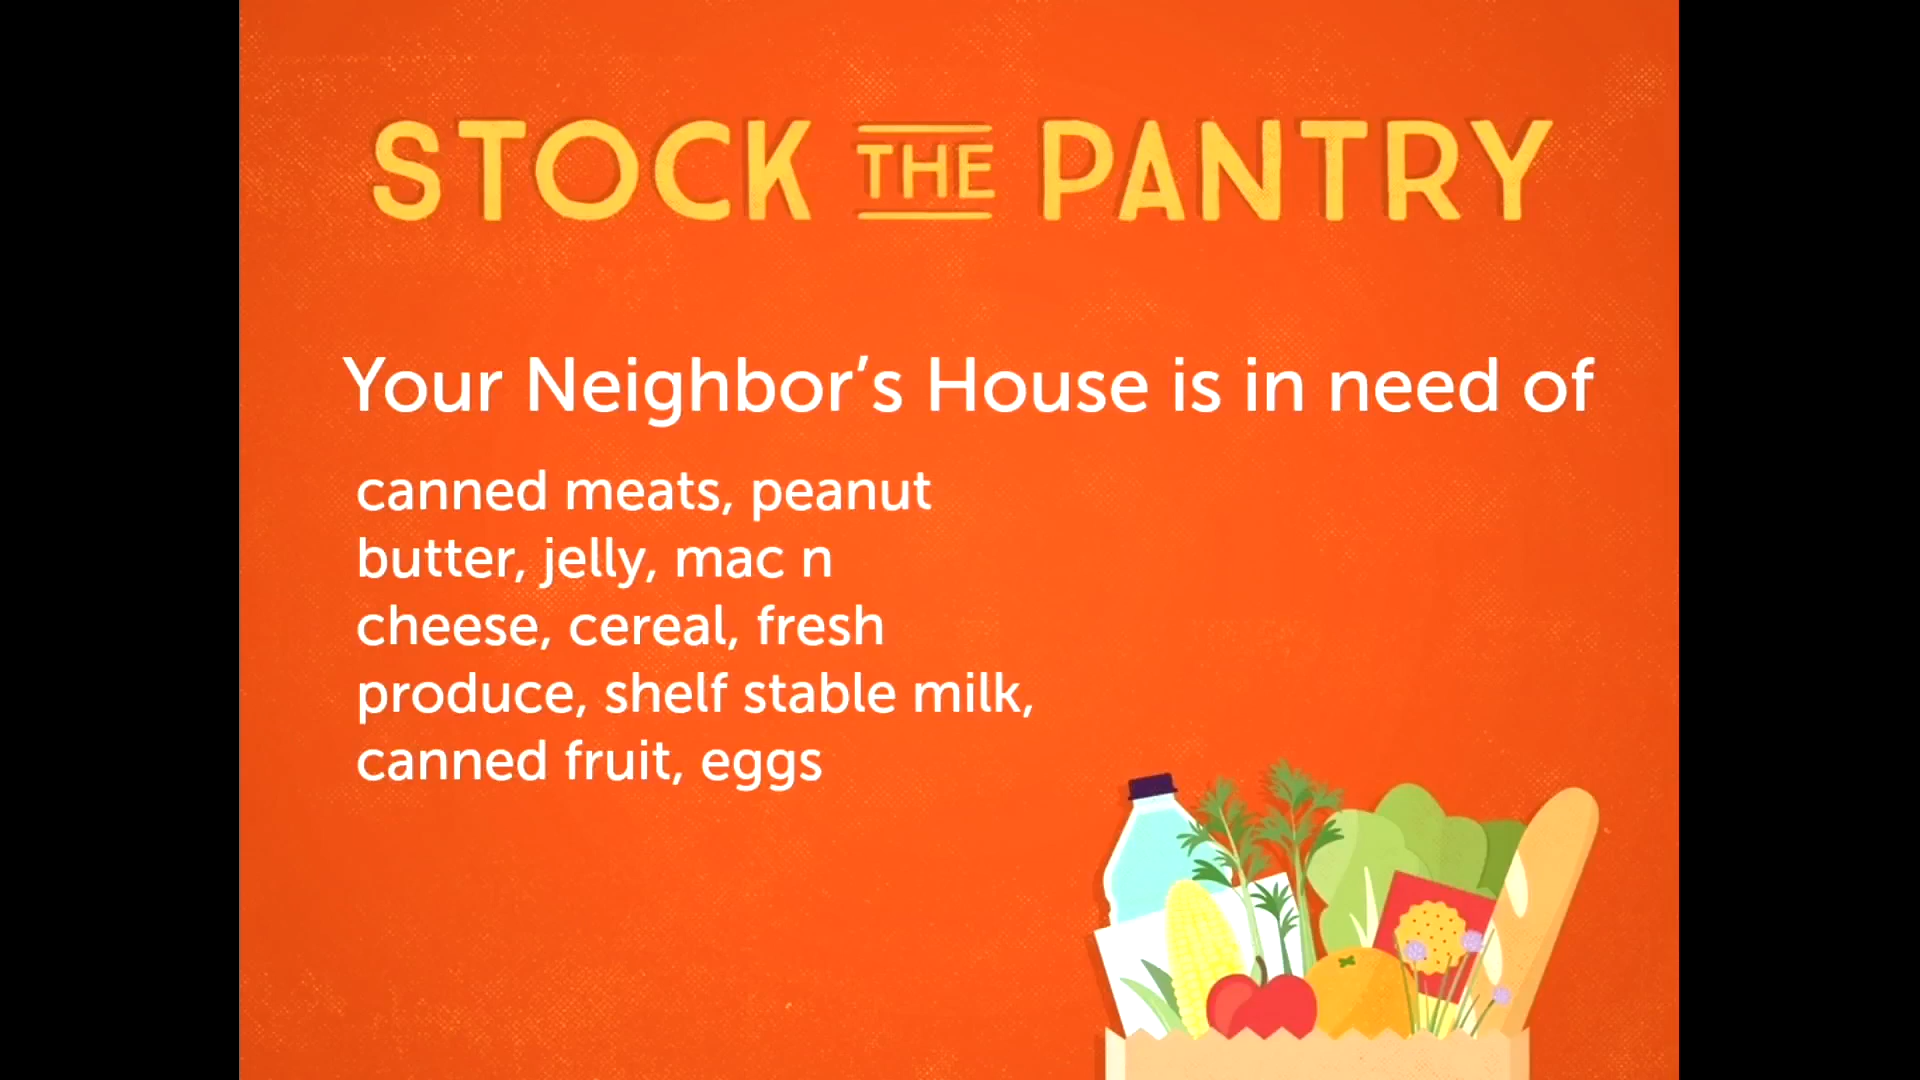 STOCK THE PANTRY
Your Neighbor’s House is in need of
canned meats, peanut
butter, jelly, mac n
cheese, cereal, fresh
produce, shelf stable milk,
canned fruit, eggs